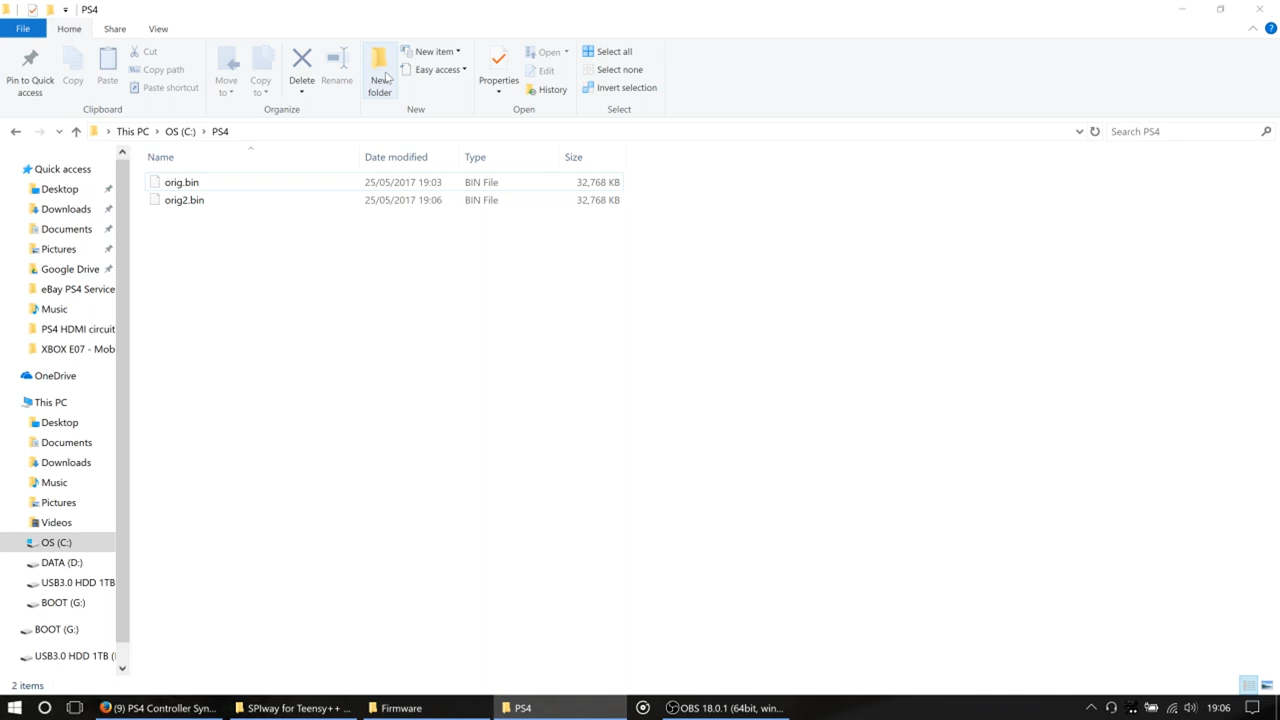 PS4
File Home Share View
Pin to Quick access
Copy
Paste
Cut
Copy path
Paste shortcut
Clipboard
Move to
Copy to
Delete
Rename
Organize
New folder
New item
Easy access
New
Properties
Open
Edit
History
Open
Select all
Select none
Invert selection
Select
This PC OS (C:) PS4
Search PS4
Name Date modified Type Size
orig.bin 25/05/2017 19:03 BIN File 32,768 KB
orig2.bin 25/05/2017 19:06 BIN File 32,768 KB
Quick access
Desktop
Downloads
Documents
Pictures
Google Drive
eBay PS4 Service
Music
PS4 HDMI circuit
XBOX E07 - Mob
OneDrive
This PC
Desktop
Documents
Downloads
Music
Pictures
Videos
OS (C:)
DATA (D:)
USB3.0 HDD 1TB
BOOT (G:)
BOOT (G:)
USB3.0 HDD 1TB (
2 items
(9) PS4 Controller Syn...
SPIway for Teensy++ ...
Firmware
PS4
OBS 18.0.1 (64bit, win...
19:06